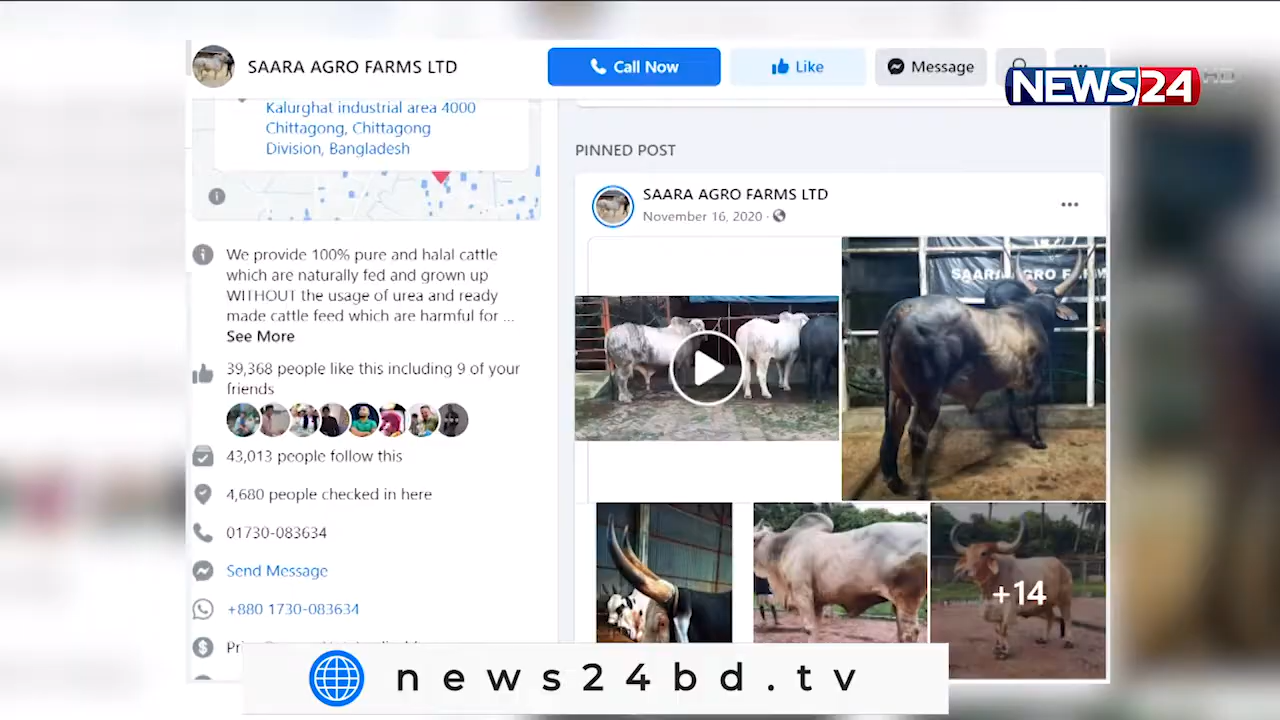 SAARA AGRO FARMS LTD
Call Now
Like
Message
NEWS24 HD
Kalurghat industrial area 4000
Chittagong, Chittagong
Division, Bangladesh
We provide 100% pure and halal cattle
which are naturally fed and grown up
WITHOUT the usage of urea and ready
made cattle feed which are harmful for ...
See More
39,368 people like this including 9 of your
friends
43,013 people follow this
4,680 people checked in here
01730-083634
Send Message
+880 1730-083634
PINNED POST
SAARA AGRO FARMS LTD
November 16, 2020 ·
SAARA AGRO FARM
+14
news24bd.tv